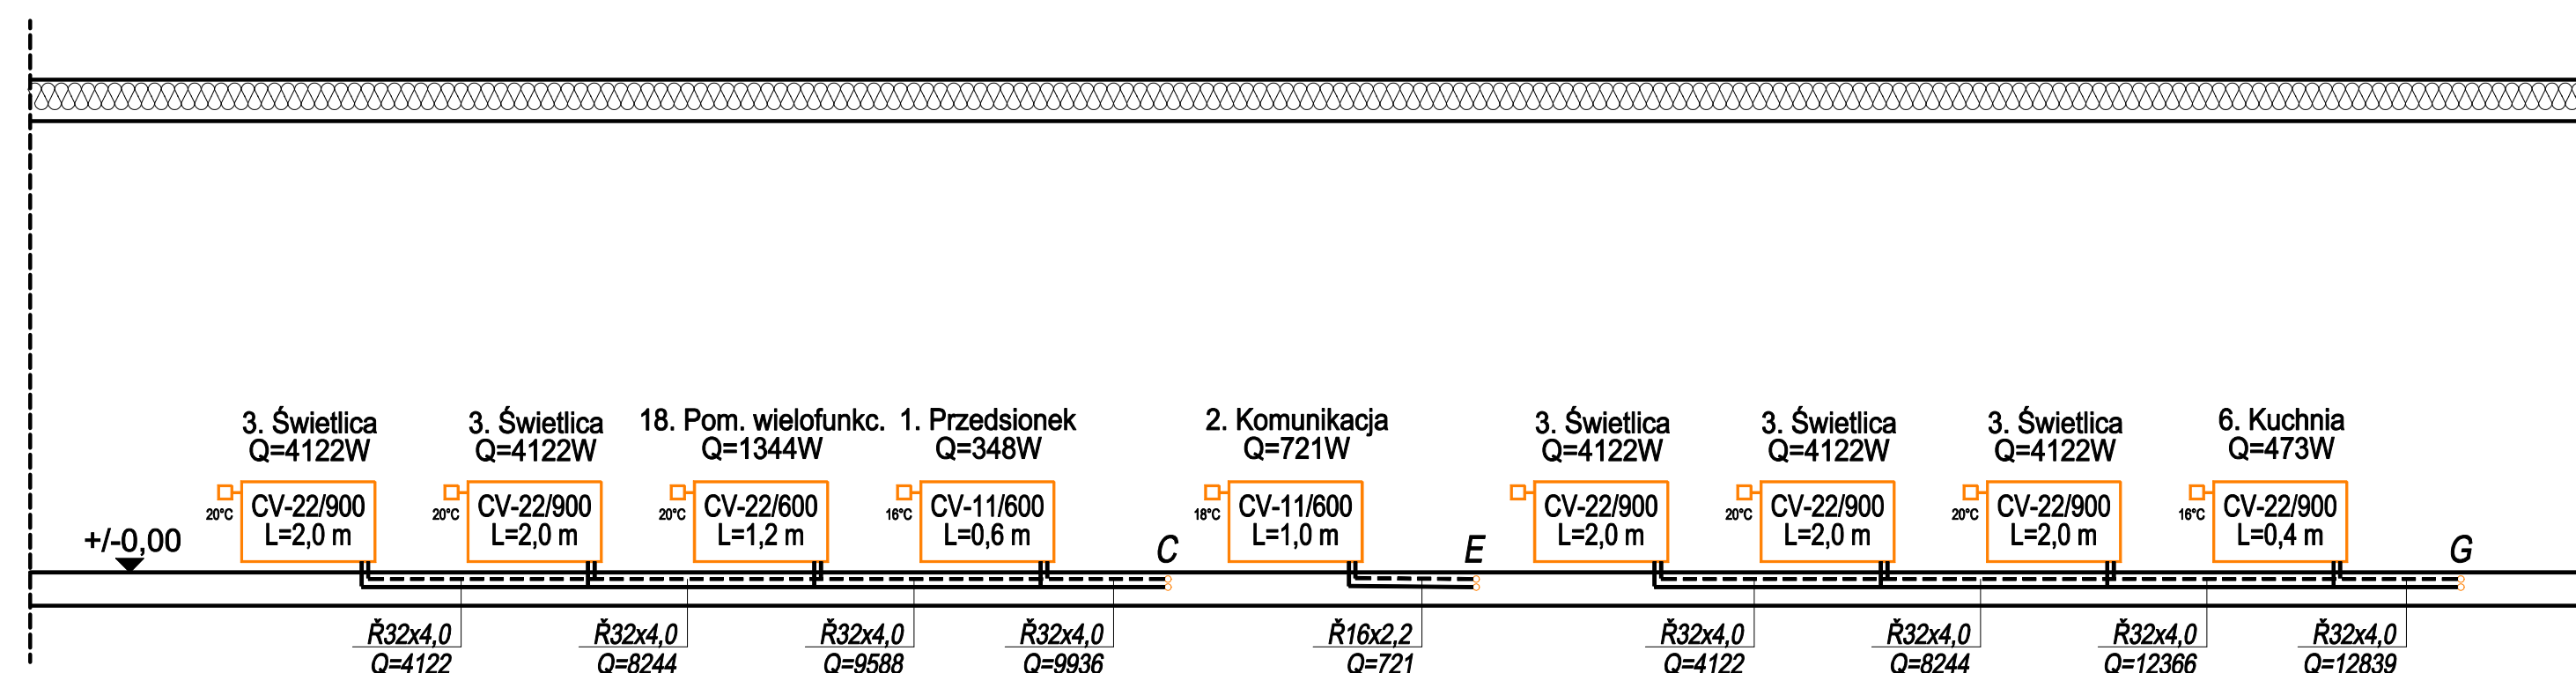 3. Świetlica
Q=4122W
3. Świetlica
Q=4122W
18. Pom. wielofunkc.
Q=1344W
1. Przedsionek
Q=348W
2. Komunikacja
Q=721W
3. Świetlica
Q=4122W
3. Świetlica
Q=4122W
3. Świetlica
Q=4122W
6. Kuchnia
Q=473W
+/-0,00
20°C
CV-22/900
L=2,0 m
20°C
CV-22/900
L=2,0 m
20°C
CV-22/600
L=1,2 m
16°C
CV-11/600
L=0,6 m
C
18°C
CV-11/600
L=1,0 m
E
CV-22/900
L=2,0 m
20°C
CV-22/900
L=2,0 m
20°C
CV-22/900
L=2,0 m
16°C
CV-22/900
L=0,4 m
G
Ř32x4,0
Q=4122
Ř32x4,0
Q=8244
Ř32x4,0
Q=9588
Ř32x4,0
Q=9936
Ř16x2,2
Q=721
Ř32x4,0
Q=4122
Ř32x4,0
Q=8244
Ř32x4,0
Q=12366
Ř32x4,0
Q=12839